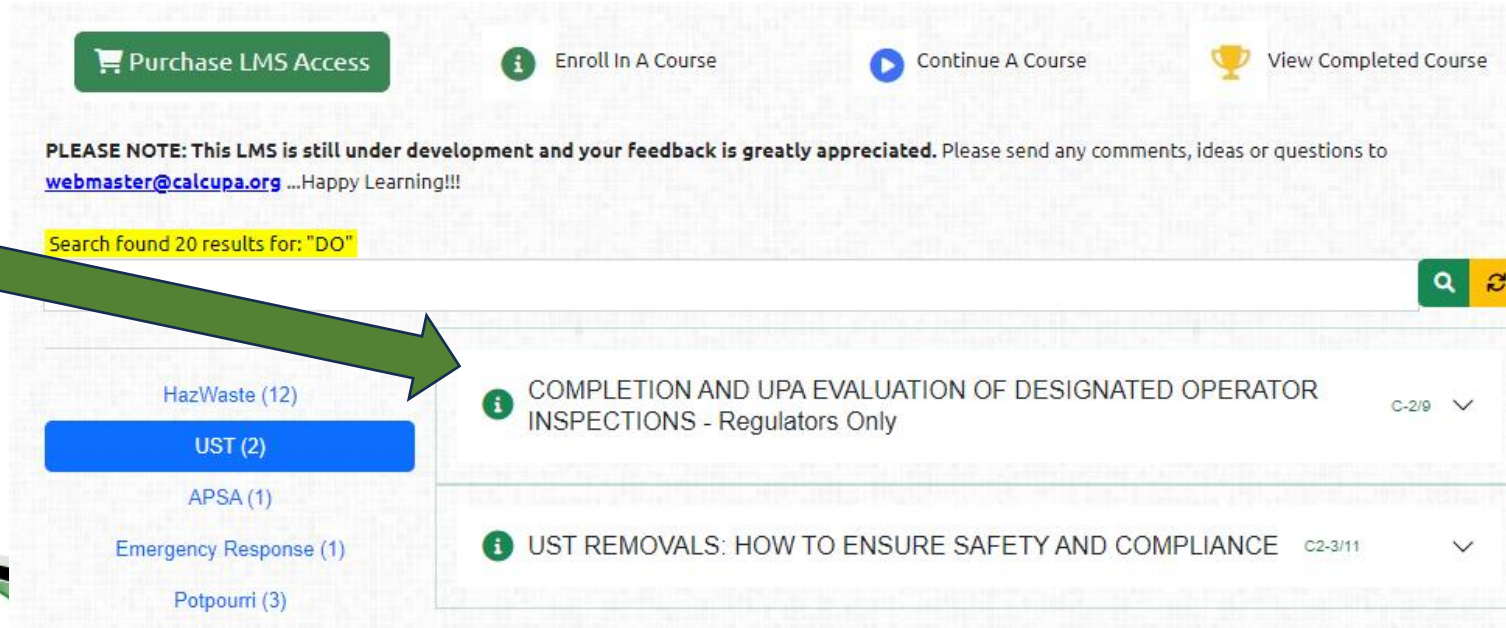 Purchase LMS Access
Enroll In A Course
Continue A Course
View Completed Course
PLEASE NOTE: This LMS is still under development and your feedback is greatly appreciated. Please send any comments, ideas or questions to
webmaster@calcupa.org ...Happy Learning!!!
Search found 20 results for: "DO"
HazWaste (12)
UST (2)
APSA (1)
Emergency Response (1)
Potpourri (3)
COMPLETION AND UPA EVALUATION OF DESIGNATED OPERATOR
INSPECTIONS - Regulators Only
C-2/9
UST REMOVALS: HOW TO ENSURE SAFETY AND COMPLIANCE
C2-3/11